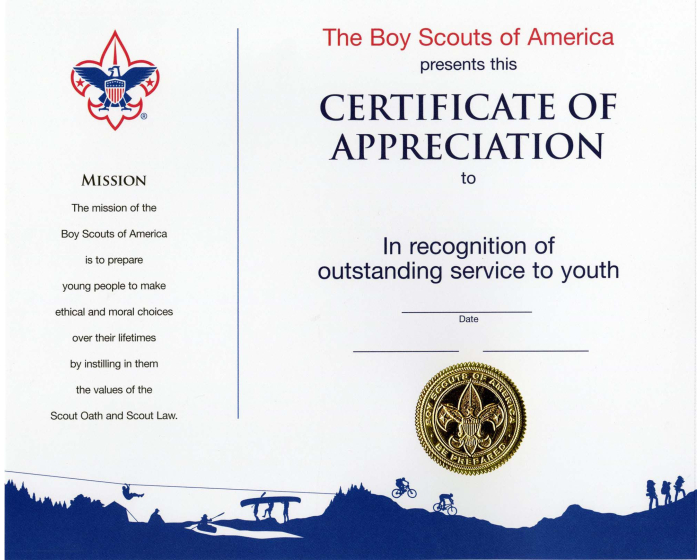 MISSION
The mission of the
Boy Scouts of America
is to prepare
young people to make
ethical and moral choices
over their lifetimes
by instilling in them
the values of the
Scout Oath and Scout Law.
The Boy Scouts of America
presents this
CERTIFICATE OF
APPRECIATION
to
In recognition of
outstanding service to youth
Date
BOY SCOUTS OF AMERICA
BE PREPARED
®